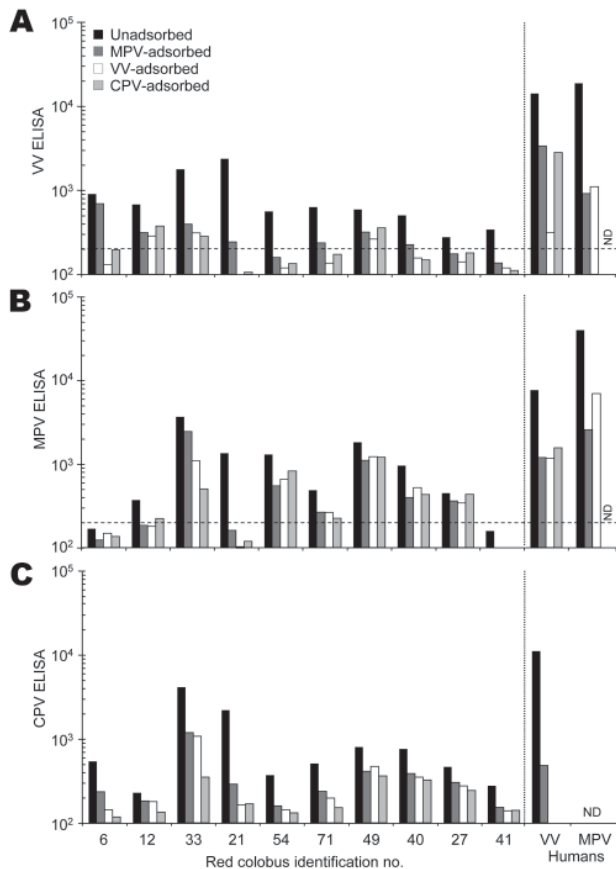 A
10⁵
Unadsorbed
MPV-adsorbed
VV-adsorbed
CPV-adsorbed
10⁴
VV ELISA
10³
ND
10²
B
10⁵
10⁴
MPV ELISA
10³
ND
10²
C
10⁵
10⁴
CPV ELISA
10³
ND
10²
6 12 33 21 54 71 49 40 27 41 VV MPV
Red colobus identification no. Humans